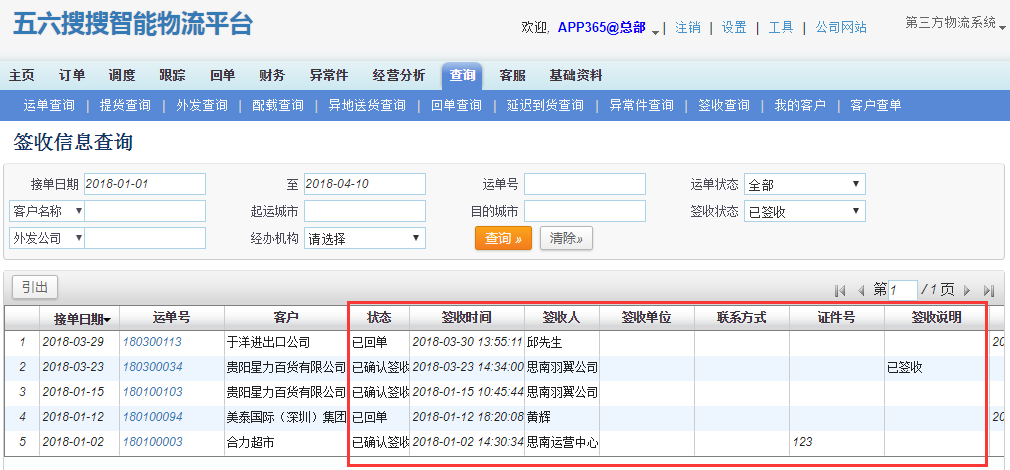 五六搜搜智能物流平台
欢迎, APP365@总部 | 注销 | 设置 | 工具 | 公司网站
第三方物流系统
主页 订单 调度 跟踪 回单 财务 异常件 经营分析 查询 客服 基础资料
运单查询 | 提货查询 | 外发查询 | 配载查询 | 异地送货查询 | 回单查询 | 延迟到货查询 | 异常件查询 | 签收查询 | 我的客户 | 客户查单
签收信息查询
接单日期 2018-01-01 至 2018-04-10 运单号 运单状态 全部
客户名称 起运城市 目的城市 签收状态 已签收
外发公司 经办机构 请选择 查询 » 清除»
引出 第 1 / 1 页
接单日期 运单号 客户 状态 签收时间 签收人 签收单位 联系方式 证件号 签收说明
1 2018-03-29 180300113 于洋进出口公司 已回单 2018-03-30 13:55:11 邱先生 20
2 2018-03-23 180300034 贵阳星力百货有限公司 已确认签收 2018-03-23 14:34:00 思南羽翼公司 已签收
3 2018-01-15 180100103 贵阳星力百货有限公司 已确认签收 2018-01-15 10:45:44 思南羽翼公司
4 2018-01-12 180100094 美泰国际（深圳）集团 已回单 2018-01-12 18:20:08 黄辉 20
5 2018-01-02 180100003 合力超市 已确认签收 2018-01-02 14:30:34 思南运营中心 123 20